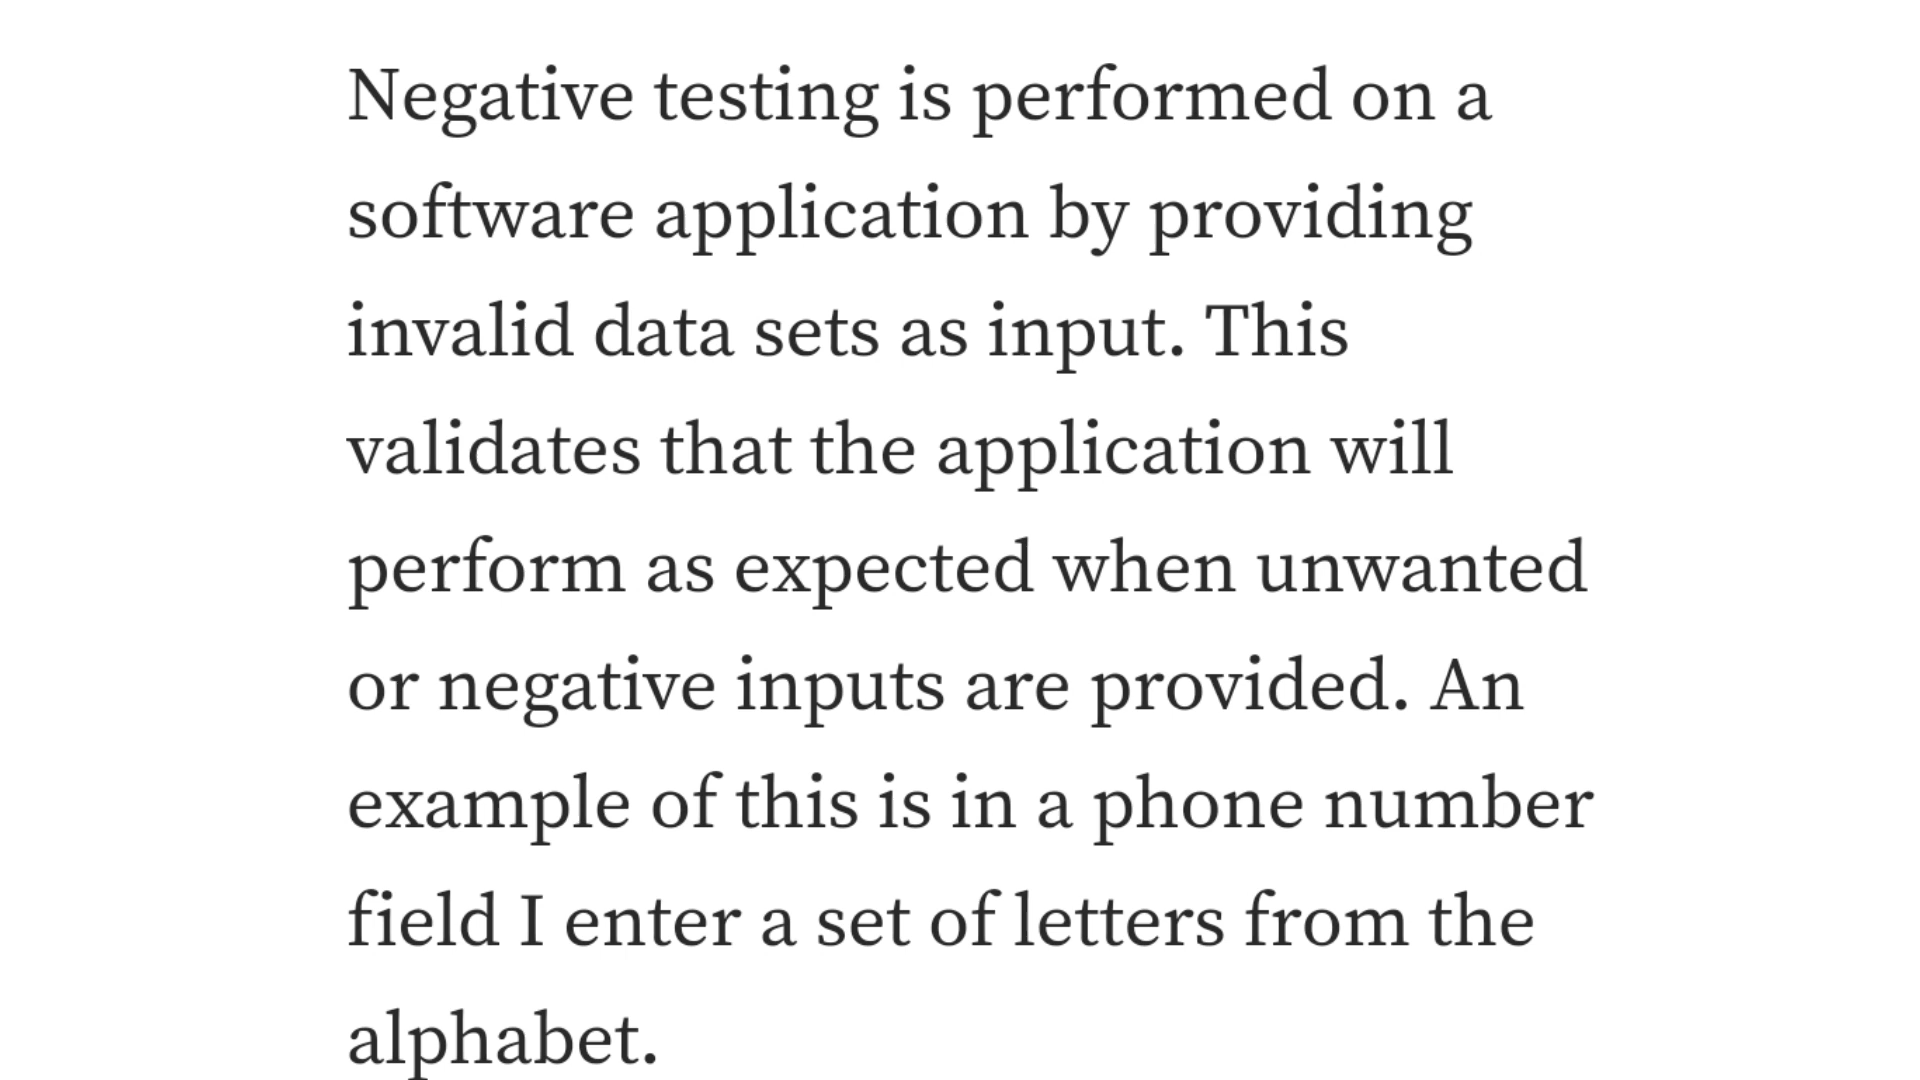 Negative testing is performed on a
software application by providing
invalid data sets as input. This
validates that the application will
perform as expected when unwanted
or negative inputs are provided. An
example of this is in a phone number
field I enter a set of letters from the
alphabet.